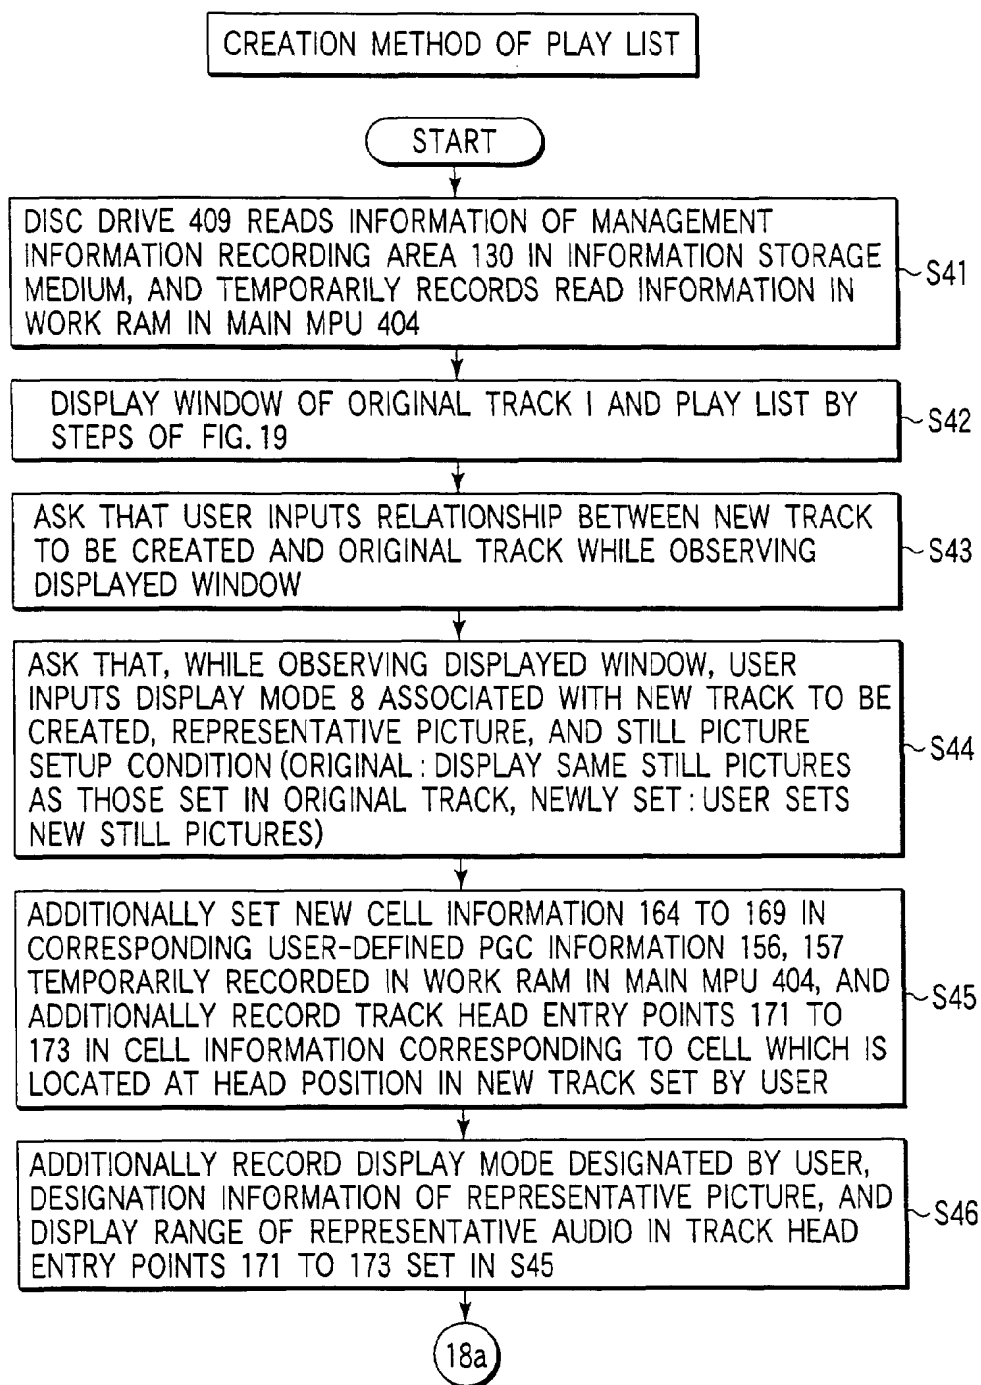 CREATION METHOD OF PLAY LIST
START
DISC DRIVE 409 READS INFORMATION OF MANAGEMENT
INFORMATION RECORDING AREA 130 IN INFORMATION STORAGE
MEDIUM, AND TEMPORARILY RECORDS READ INFORMATION IN
WORK RAM IN MAIN MPU 404
S41
DISPLAY WINDOW OF ORIGINAL TRACK I AND PLAY LIST BY
STEPS OF FIG. 19
S42
ASK THAT USER INPUTS RELATIONSHIP BETWEEN NEW TRACK
TO BE CREATED AND ORIGINAL TRACK WHILE OBSERVING
DISPLAYED WINDOW
S43
ASK THAT, WHILE OBSERVING DISPLAYED WINDOW, USER
INPUTS DISPLAY MODE 8 ASSOCIATED WITH NEW TRACK TO BE
CREATED, REPRESENTATIVE PICTURE, AND STILL PICTURE
SETUP CONDITION (ORIGINAL : DISPLAY SAME STILL PICTURES
AS THOSE SET IN ORIGINAL TRACK, NEWLY SET : USER SETS
NEW STILL PICTURES)
S44
ADDITIONALLY SET NEW CELL INFORMATION 164 TO 169 IN
CORRESPONDING USER-DEFINED PGC INFORMATION 156, 157
TEMPORARILY RECORDED IN WORK RAM IN MAIN MPU 404, AND
ADDITIONALLY RECORD TRACK HEAD ENTRY POINTS 171 TO
173 IN CELL INFORMATION CORRESPONDING TO CELL WHICH IS
LOCATED AT HEAD POSITION IN NEW TRACK SET BY USER
S45
ADDITIONALLY RECORD DISPLAY MODE DESIGNATED BY USER,
DESIGNATION INFORMATION OF REPRESENTATIVE PICTURE, AND
DISPLAY RANGE OF REPRESENTATIVE AUDIO IN TRACK HEAD
ENTRY POINTS 171 TO 173 SET IN S45
S46
18a